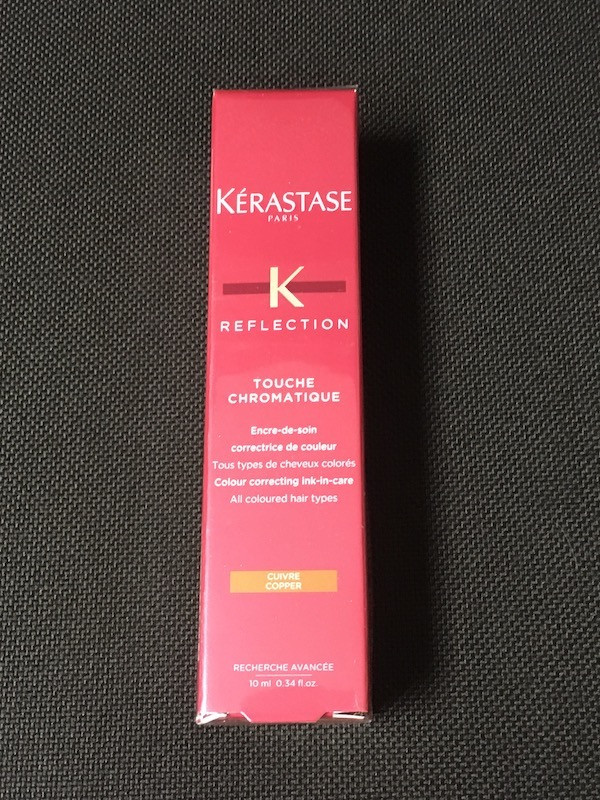 KÉRASTASE
PARIS
K
REFLECTION
TOUCHE
CHROMATIQUE
Encre-de-soin
correctrice de couleur
Tous types de cheveux colorés
Colour correcting ink-in-care
All coloured hair types
CUIVRE
COPPER
RECHERCHE AVANCÉE
10 ml 0.34 fl.oz.